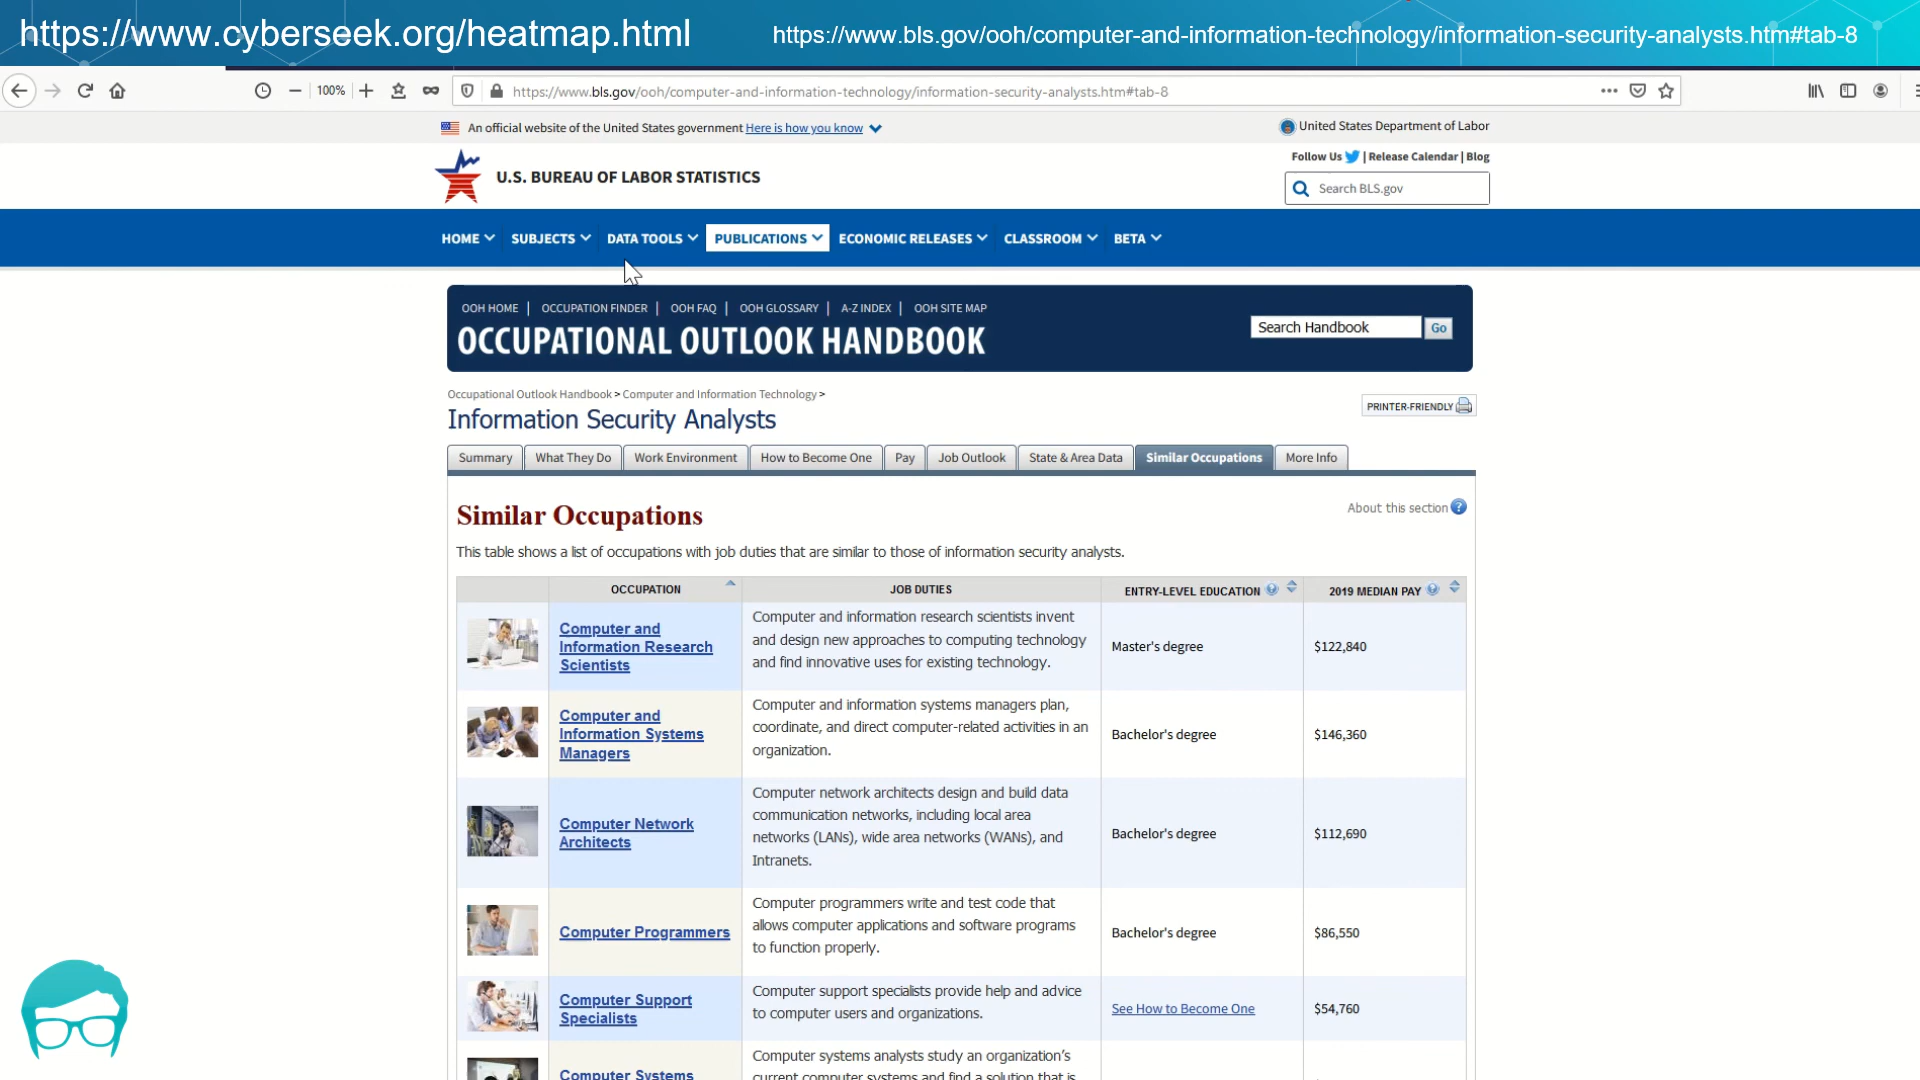 https://www.cyberseek.org/heatmap.html
https://www.bls.gov/ooh/computer-and-information-technology/information-security-analysts.htm#tab-8
100%
https://www.bls.gov/ooh/computer-and-information-technology/information-security-analysts.htm#tab-8
An official website of the United States government Here is how you know
United States Department of Labor
Follow Us | Release Calendar | Blog
U.S. BUREAU OF LABOR STATISTICS
Search BLS.gov
HOME SUBJECTS DATA TOOLS PUBLICATIONS ECONOMIC RELEASES CLASSROOM BETA
OOH HOME | OCCUPATION FINDER | OOH FAQ | OOH GLOSSARY | A-Z INDEX | OOH SITE MAP
OCCUPATIONAL OUTLOOK HANDBOOK
Search Handbook Go
Occupational Outlook Handbook > Computer and Information Technology >
Information Security Analysts
PRINTER-FRIENDLY
Summary What They Do Work Environment How to Become One Pay Job Outlook State & Area Data Similar Occupations More Info
Similar Occupations
About this section ?
This table shows a list of occupations with job duties that are similar to those of information security analysts.
OCCUPATION JOB DUTIES ENTRY-LEVEL EDUCATION ? 2019 MEDIAN PAY ?
Computer and
Information Research
Scientists
Computer and information research scientists invent
and design new approaches to computing technology
and find innovative uses for existing technology.
Master's degree
$122,840
Computer and
Information Systems
Managers
Computer and information systems managers plan,
coordinate, and direct computer-related activities in an
organization.
Bachelor's degree
$146,360
Computer Network
Architects
Computer network architects design and build data
communication networks, including local area
networks (LANs), wide area networks (WANs), and
Intranets.
Bachelor's degree
$112,690
Computer Programmers
Computer programmers write and test code that
allows computer applications and software programs
to function properly.
Bachelor's degree
$86,550
Computer Support
Specialists
Computer support specialists provide help and advice
to computer users and organizations.
See How to Become One
$54,760
Computer Systems
Computer systems analysts study an organization's
current computer systems and find a solution that is